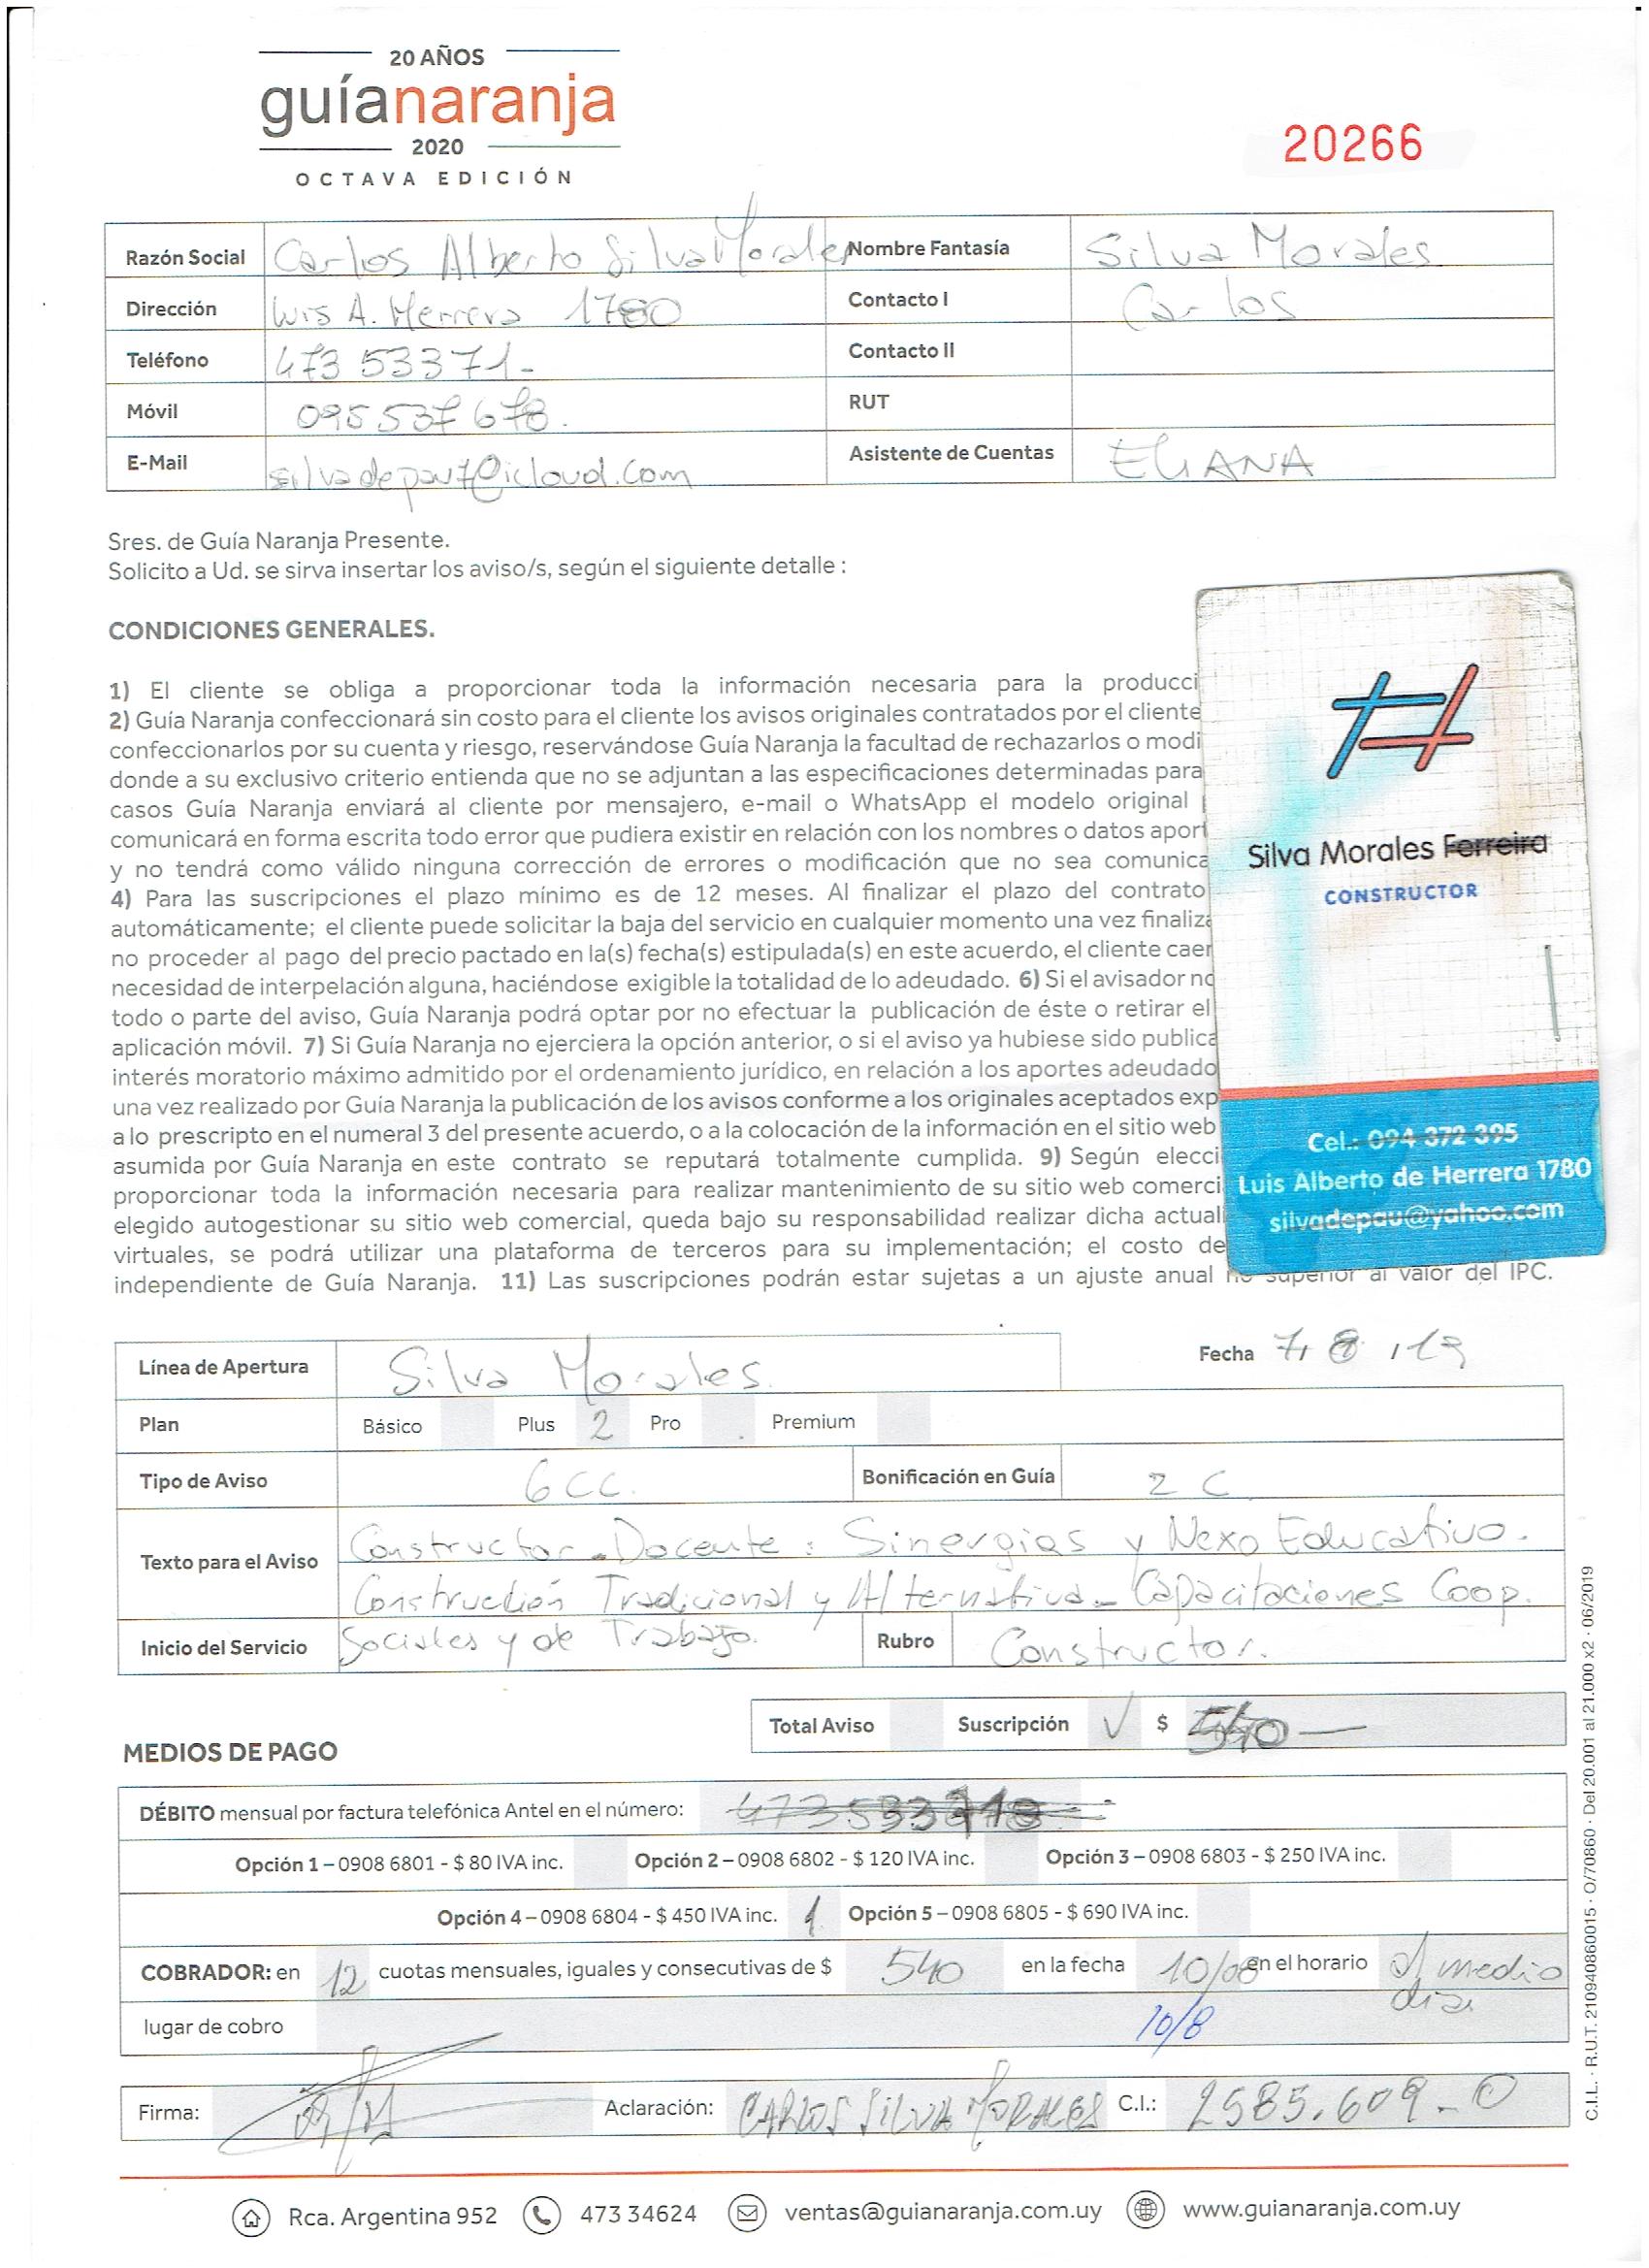 20 AÑOS
guíanaranja
2020
OCTAVA EDICIÓN
20266
Razón Social Carlos Alberto Silva Morales Nombre Fantasía Silva Morales
Dirección Luis A. Herrera 1780 Contacto I Carlos
Teléfono 473 53371- Contacto II
Móvil 095 537 678. RUT
E-Mail silvadepau7@icloud.com Asistente de Cuentas ELIANA
Sres. de Guía Naranja Presente.
Solicito a Ud. se sirva insertar los aviso/s, según el siguiente detalle :
CONDICIONES GENERALES.
1) El cliente se obliga a proporcionar toda la información necesaria para la producci
2) Guía Naranja confeccionará sin costo para el cliente los avisos originales contratados por el cliente
confeccionarlos por su cuenta y riesgo, reservándose Guía Naranja la facultad de rechazarlos o modi
donde a su exclusivo criterio entienda que no se adjuntan a las especificaciones determinadas para
casos Guía Naranja enviará al cliente por mensajero, e-mail o WhatsApp el modelo original
comunicará en forma escrita todo error que pudiera existir en relación con los nombres o datos apor
y no tendrá como válido ninguna corrección de errores o modificación que no sea comunica
4) Para las suscripciones el plazo mínimo es de 12 meses. Al finalizar el plazo del contrato
automáticamente; el cliente puede solicitar la baja del servicio en cualquier momento una vez finaliza
no proceder al pago del precio pactado en la(s) fecha(s) estipulada(s) en este acuerdo, el cliente caer
necesidad de interpelación alguna, haciéndose exigible la totalidad de lo adeudado. 6) Si el avisador no
todo o parte del aviso, Guía Naranja podrá optar por no efectuar la publicación de éste o retirar el
aplicación móvil. 7) Si Guía Naranja no ejerciera la opción anterior, o si el aviso ya hubiese sido publica
interés moratorio máximo admitido por el ordenamiento jurídico, en relación a los aportes adeudado
una vez realizado por Guía Naranja la publicación de los avisos conforme a los originales aceptados exp
a lo prescripto en el numeral 3 del presente acuerdo, o a la colocación de la información en el sitio web
asumida por Guía Naranja en este contrato se reputará totalmente cumplida. 9) Según elecci
proporcionar toda la información necesaria para realizar mantenimiento de su sitio web comerci
elegido autogestionar su sitio web comercial, queda bajo su responsabilidad realizar dicha actuali
virtuales, se podrá utilizar una plataforma de terceros para su implementación; el costo de
independiente de Guía Naranja. 11) Las suscripciones podrán estar sujetas a un ajuste anual no superior al valor del IPC.
Silva Morales Ferreira
CONSTRUCTOR
Cel.: 094 372 395
Luis Alberto de Herrera 1780
silvadepau@yahoo.com
Línea de Apertura Silva Morales. Fecha 7, 8, 19
Plan Básico Plus 2 Pro Premium
Tipo de Aviso 6CC. Bonificación en Guía 2 C
Texto para el Aviso Constructor - Docente : Sinergias y Nexo Educativo.
Construcción Tradicional y Alternativa - Capacitaciones Coop.
Inicio del Servicio Sociales y de Trabajo. Rubro Constructor.
Total Aviso Suscripción ✓ $ 540 —
MEDIOS DE PAGO
DÉBITO mensual por factura telefónica Antel en el número:
Opción 1 – 0908 6801 - $ 80 IVA inc. Opción 2 – 0908 6802 - $ 120 IVA inc. Opción 3 – 0908 6803 - $ 250 IVA inc.
Opción 4 – 0908 6804 - $ 450 IVA inc. 1 Opción 5 – 0908 6805 - $ 690 IVA inc.
COBRADOR: en 12 cuotas mensuales, iguales y consecutivas de $ 540 en la fecha 10/08 en el horario al medio
dia
lugar de cobro 10/8
Firma: Aclaración: CARLOS SILVA MORALES C.I.: 2585.609-0
Rca. Argentina 952 473 34624 ventas@guianaranja.com.uy www.guianaranja.com.uy
C.I.L. · R.U.T. 210940860015 · O/70860 · Del 20.001 al 21.000 x2 · 06/2019